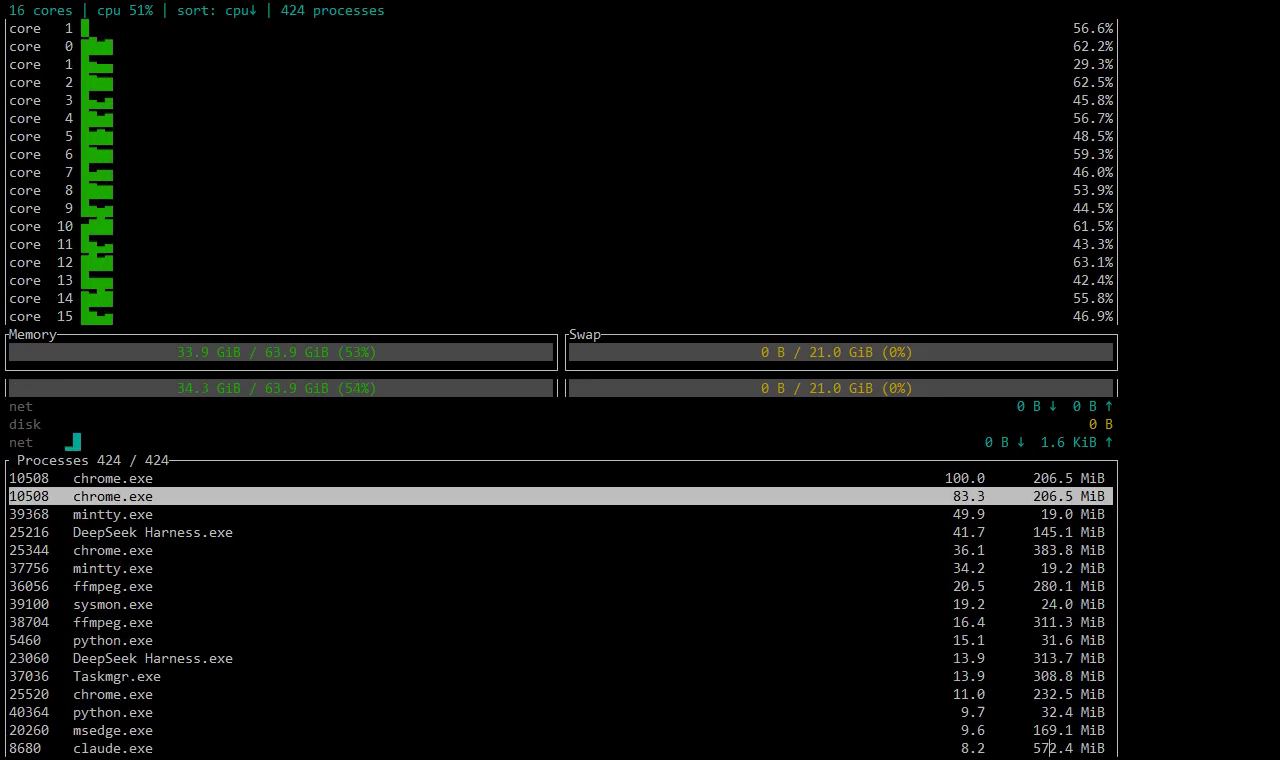 16 cores | cpu 51% | sort: cpu↓ | 424 processes
core 1 56.6%
core 0 62.2%
core 1 29.3%
core 2 62.5%
core 3 45.8%
core 4 56.7%
core 5 48.5%
core 6 59.3%
core 7 46.0%
core 8 53.9%
core 9 44.5%
core 10 61.5%
core 11 43.3%
core 12 63.1%
core 13 42.4%
core 14 55.8%
core 15 46.9%
Memory Swap
33.9 GiB / 63.9 GiB (53%) 0 B / 21.0 GiB (0%)
34.3 GiB / 63.9 GiB (54%) 0 B / 21.0 GiB (0%)
net 0 B ↓ 0 B ↑
disk 0 B
net 0 B ↓ 1.6 KiB ↑
Processes 424 / 424
10508 chrome.exe 100.0 206.5 MiB
10508 chrome.exe 83.3 206.5 MiB
39368 mintty.exe 49.9 19.0 MiB
25216 DeepSeek Harness.exe 41.7 145.1 MiB
25344 chrome.exe 36.1 383.8 MiB
37756 mintty.exe 34.2 19.2 MiB
36056 ffmpeg.exe 20.5 280.1 MiB
39100 sysmon.exe 19.2 24.0 MiB
38704 ffmpeg.exe 16.4 311.3 MiB
5460 python.exe 15.1 31.6 MiB
23060 DeepSeek Harness.exe 13.9 313.7 MiB
37036 Taskmgr.exe 13.9 308.8 MiB
25520 chrome.exe 11.0 232.5 MiB
40364 python.exe 9.7 32.4 MiB
20260 msedge.exe 9.6 169.1 MiB
8680 claude.exe 8.2 572.4 MiB